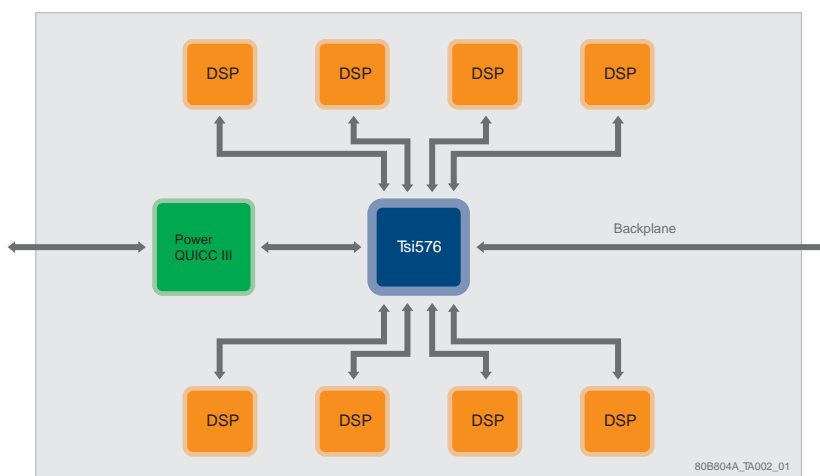 DSP DSP DSP DSP
Power
QUICC III
Tsi576
Backplane
DSP DSP DSP DSP
80B804A_TA002_01